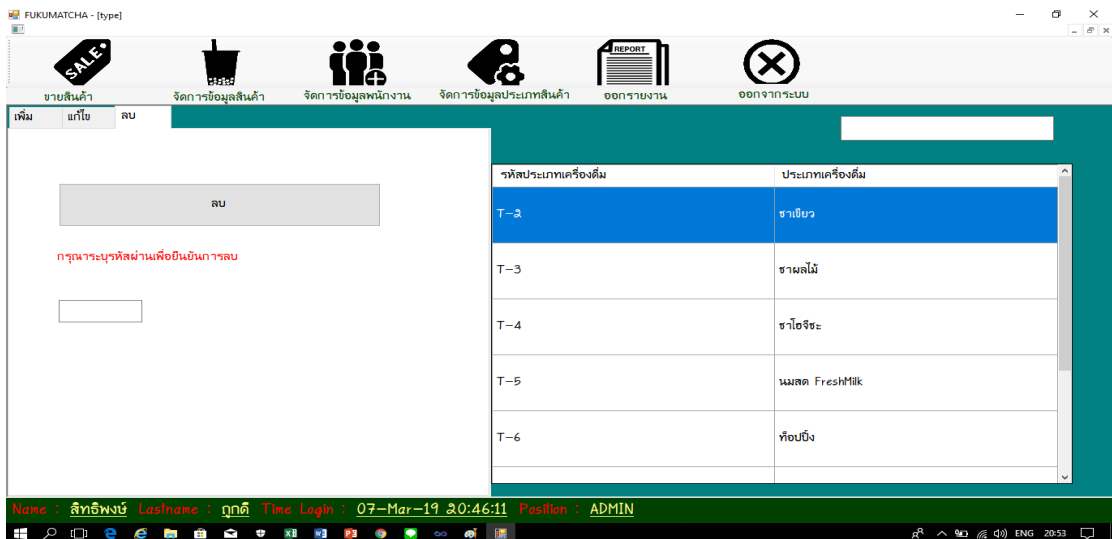 FUKUMATCHA - [type]
SALE REPORT
ขายสินค้า จัดการข้อมูลสินค้า จัดการข้อมูลพนักงาน จัดการข้อมูลประเภทสินค้า ออกรายงาน ออกจากระบบ
เพิ่ม แก้ไข ลบ
รหัสประเภทเครื่องดื่ม ประเภทเครื่องดื่ม
ลบ
T-2 ชาเขียว
กรุณาระบุรหัสผ่านเพื่อยืนยันการลบ
T-3 ชาผลไม้
T-4 ชาโฮจิชะ
T-5 นมสด FreshMilk
T-6 ท็อปปิ้ง
Name : สิทธิพงษ์ Lastname : ถูกดี Time Login : 07-Mar-19 20:46:11 Position : ADMIN
ENG 20:53